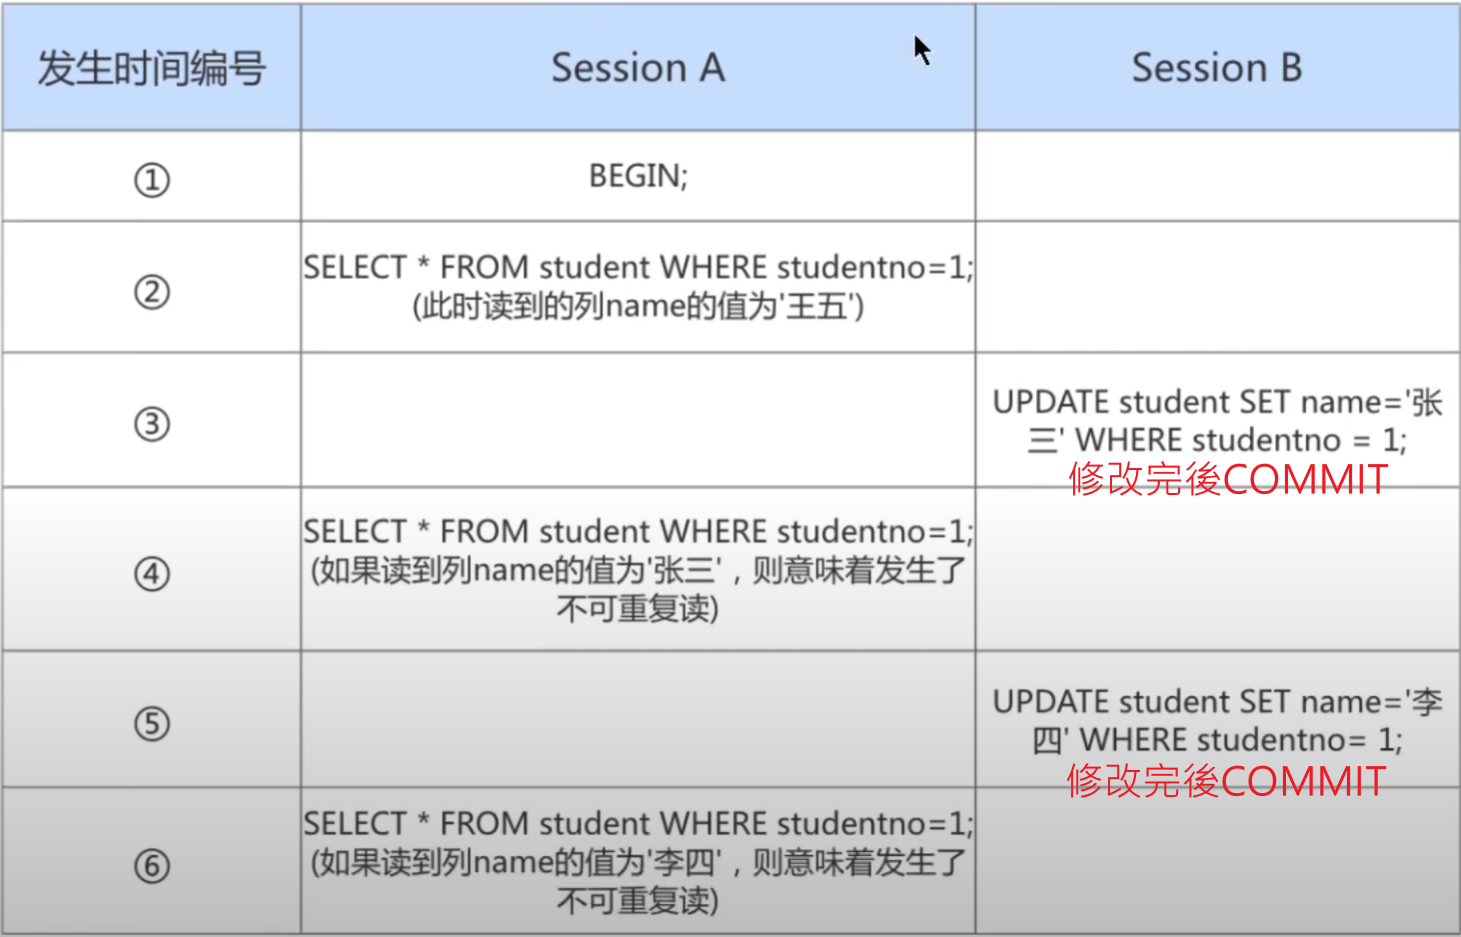 发生时间编号 Session A Session B
① BEGIN;
② SELECT * FROM student WHERE studentno=1;
(此时读到的列name的值为'王五')
③ UPDATE student SET name='张
三' WHERE studentno = 1;
修改完後COMMIT
④ SELECT * FROM student WHERE studentno=1;
(如果读到列name的值为'张三'，则意味着发生了
不可重复读)
⑤ UPDATE student SET name='李
四' WHERE studentno= 1;
修改完後COMMIT
⑥ SELECT * FROM student WHERE studentno=1;
(如果读到列name的值为'李四'，则意味着发生了
不可重复读)